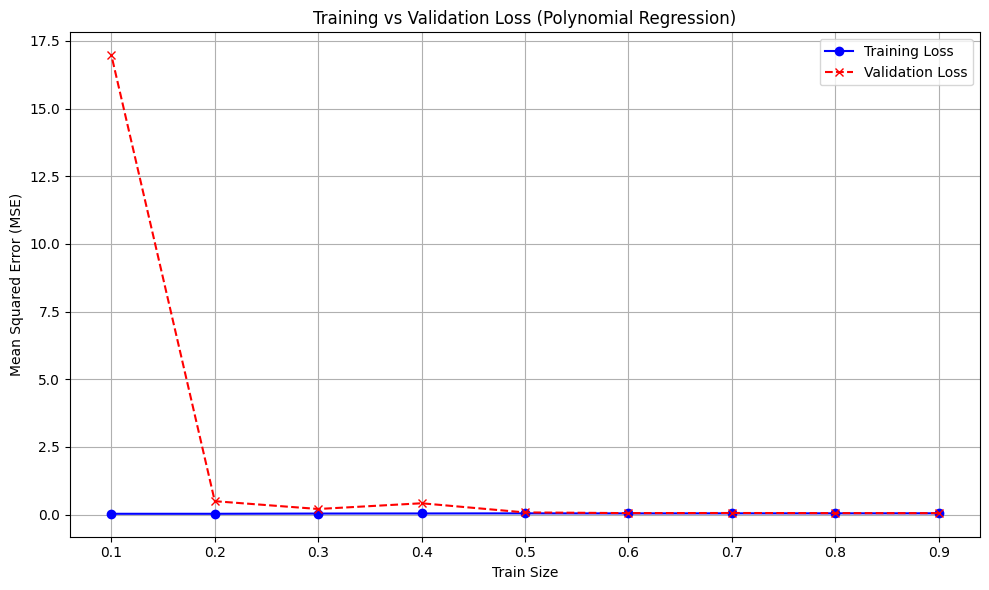 Training vs Validation Loss (Polynomial Regression)
Training Loss
Validation Loss
Mean Squared Error (MSE)
17.5
15.0
12.5
10.0
7.5
5.0
2.5
0.0
0.1 0.2 0.3 0.4 0.5 0.6 0.7 0.8 0.9
Train Size